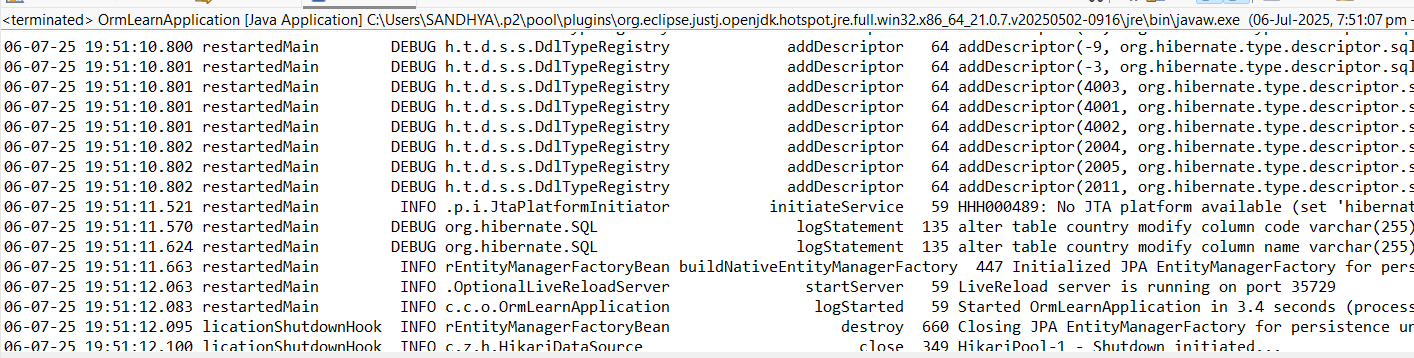 <terminated> OrmLearnApplication [Java Application] C:\Users\SANDHYA\.p2\pool\plugins\org.eclipse.justj.openjdk.hotspot.jre.full.win32.x86_64_21.0.7.v20250502-0916\jre\bin\javaw.exe (06-Jul-2025, 7:51:07 pm –
06-07-25 19:51:10.800 restartedMain DEBUG h.t.d.s.s.DdlTypeRegistry addDescriptor 64 addDescriptor(-9, org.hibernate.type.descriptor.sql
06-07-25 19:51:10.801 restartedMain DEBUG h.t.d.s.s.DdlTypeRegistry addDescriptor 64 addDescriptor(-3, org.hibernate.type.descriptor.sql
06-07-25 19:51:10.801 restartedMain DEBUG h.t.d.s.s.DdlTypeRegistry addDescriptor 64 addDescriptor(4003, org.hibernate.type.descriptor.s
06-07-25 19:51:10.801 restartedMain DEBUG h.t.d.s.s.DdlTypeRegistry addDescriptor 64 addDescriptor(4001, org.hibernate.type.descriptor.s
06-07-25 19:51:10.801 restartedMain DEBUG h.t.d.s.s.DdlTypeRegistry addDescriptor 64 addDescriptor(4002, org.hibernate.type.descriptor.s
06-07-25 19:51:10.802 restartedMain DEBUG h.t.d.s.s.DdlTypeRegistry addDescriptor 64 addDescriptor(2004, org.hibernate.type.descriptor.s
06-07-25 19:51:10.802 restartedMain DEBUG h.t.d.s.s.DdlTypeRegistry addDescriptor 64 addDescriptor(2005, org.hibernate.type.descriptor.s
06-07-25 19:51:10.802 restartedMain DEBUG h.t.d.s.s.DdlTypeRegistry addDescriptor 64 addDescriptor(2011, org.hibernate.type.descriptor.s
06-07-25 19:51:11.521 restartedMain INFO .p.i.JtaPlatformInitiator initiateService 59 HHH000489: No JTA platform available (set 'hibernat
06-07-25 19:51:11.570 restartedMain DEBUG org.hibernate.SQL logStatement 135 alter table country modify column code varchar(255)
06-07-25 19:51:11.624 restartedMain DEBUG org.hibernate.SQL logStatement 135 alter table country modify column name varchar(255)
06-07-25 19:51:11.663 restartedMain INFO rEntityManagerFactoryBean buildNativeEntityManagerFactory 447 Initialized JPA EntityManagerFactory for pers
06-07-25 19:51:12.063 restartedMain INFO .OptionalLiveReloadServer startServer 59 LiveReload server is running on port 35729
06-07-25 19:51:12.083 restartedMain INFO c.c.o.OrmLearnApplication logStarted 59 Started OrmLearnApplication in 3.4 seconds (process
06-07-25 19:51:12.095 licationShutdownHook INFO rEntityManagerFactoryBean destroy 660 Closing JPA EntityManagerFactory for persistence un
06-07-25 19:51:12.100 licationShutdownHook INFO c.z.h.HikariDataSource close 349 HikariPool-1 - Shutdown initiated...